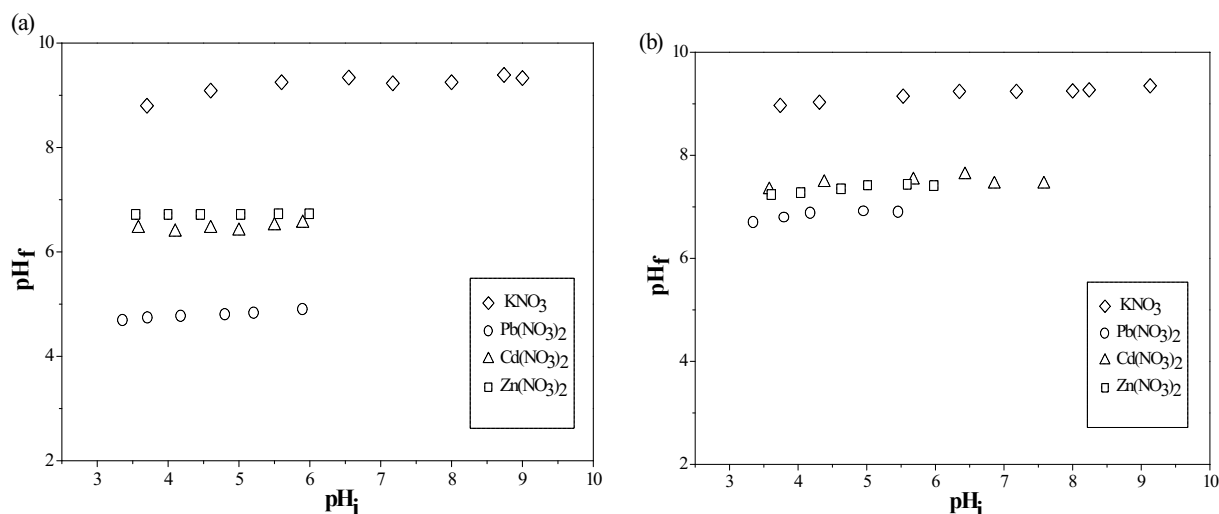 (a)
10
8
6
4
2
pHf
KNO3
Pb(NO3)2
Cd(NO3)2
Zn(NO3)2
3 4 5 6 7 8 9 10
pHi
(b)
10
8
6
4
2
pHf
KNO3
Pb(NO3)2
Cd(NO3)2
Zn(NO3)2
3 4 5 6 7 8 9 10
pHi